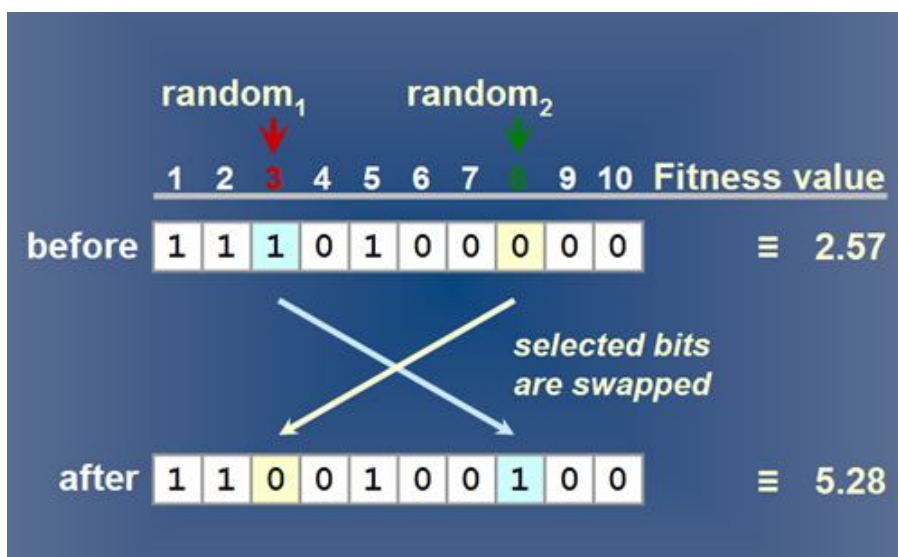 random1 random2
1 2 3 4 5 6 7 8 9 10 Fitness value
before 1 1 1 0 1 0 0 0 0 0 ≡ 2.57
selected bits
are swapped
after 1 1 0 0 1 0 0 1 0 0 ≡ 5.28